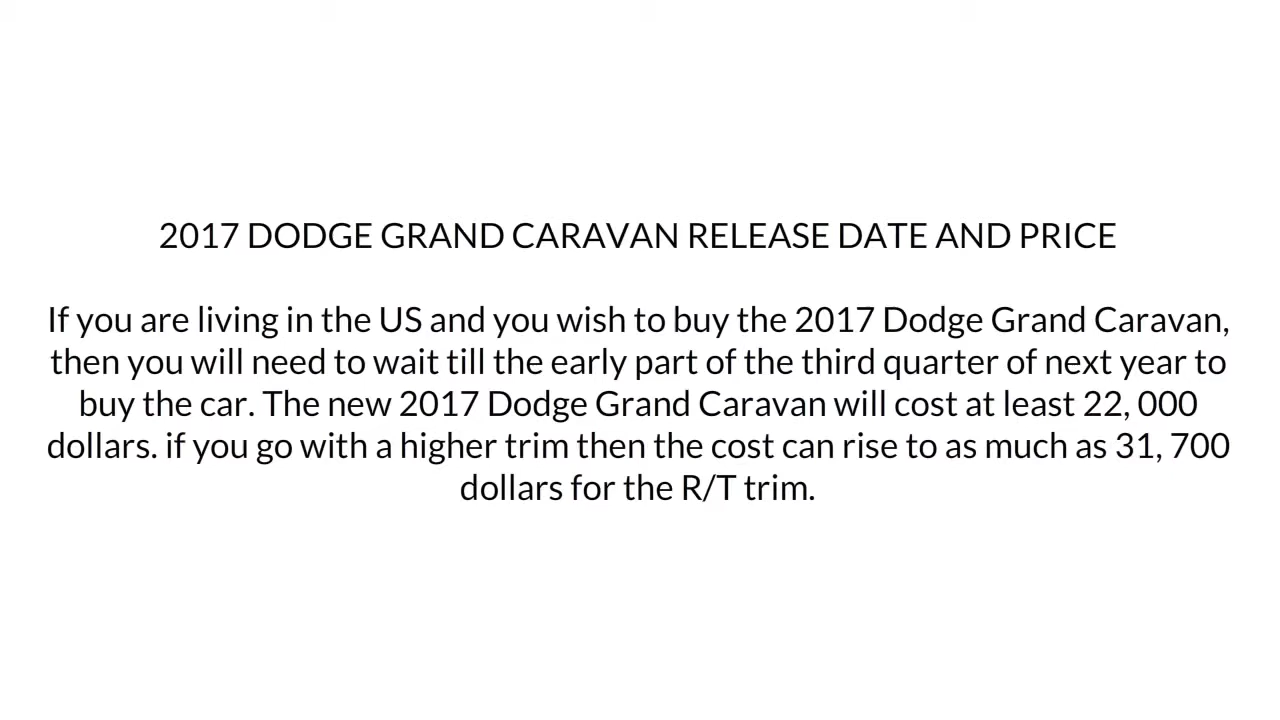 2017 DODGE GRAND CARAVAN RELEASE DATE AND PRICE
If you are living in the US and you wish to buy the 2017 Dodge Grand Caravan,
then you will need to wait till the early part of the third quarter of next year to
buy the car. The new 2017 Dodge Grand Caravan will cost at least 22, 000
dollars. if you go with a higher trim then the cost can rise to as much as 31, 700
dollars for the R/T trim.